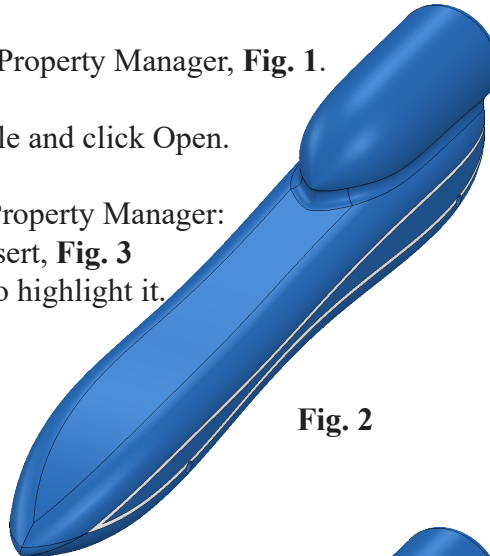 Property Manager, Fig. 1.
le and click Open.
Property Manager:
sert, Fig. 3
o highlight it.
Fig. 2